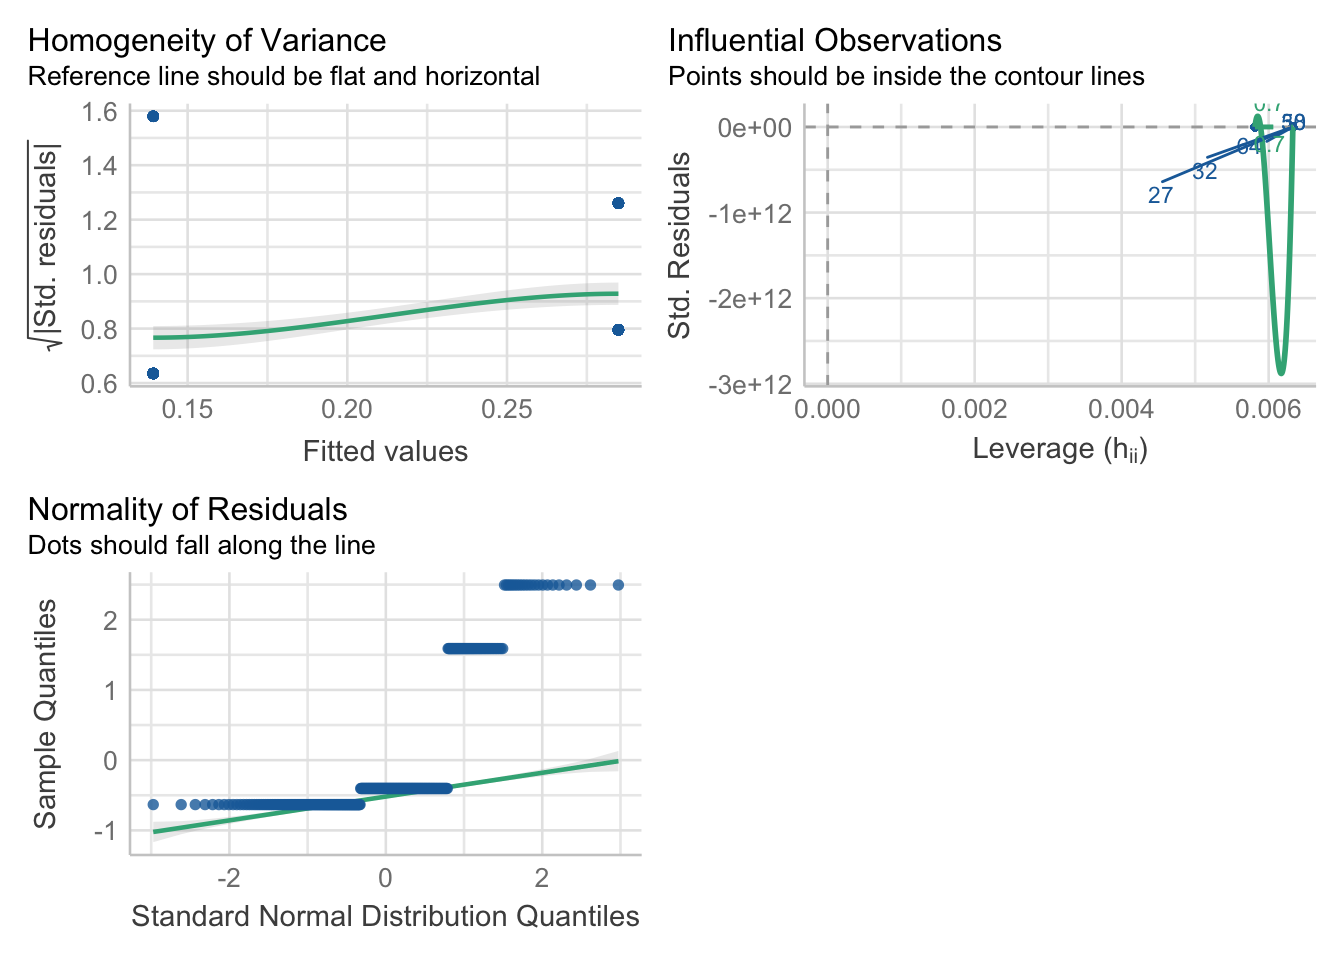 Homogeneity of Variance
Reference line should be flat and horizontal
1.6
1.4
1.2
1.0
0.8
0.6
√|Std. residuals|
0.15 0.20 0.25
Fitted values
Influential Observations
Points should be inside the contour lines
0e+00
-1e+12
-2e+12
-3e+12
Std. Residuals
0.7
0.7
32
27
0.000 0.002 0.004 0.006
Leverage (hii)
Normality of Residuals
Dots should fall along the line
2
1
0
-1
Sample Quantiles
-2 0 2
Standard Normal Distribution Quantiles